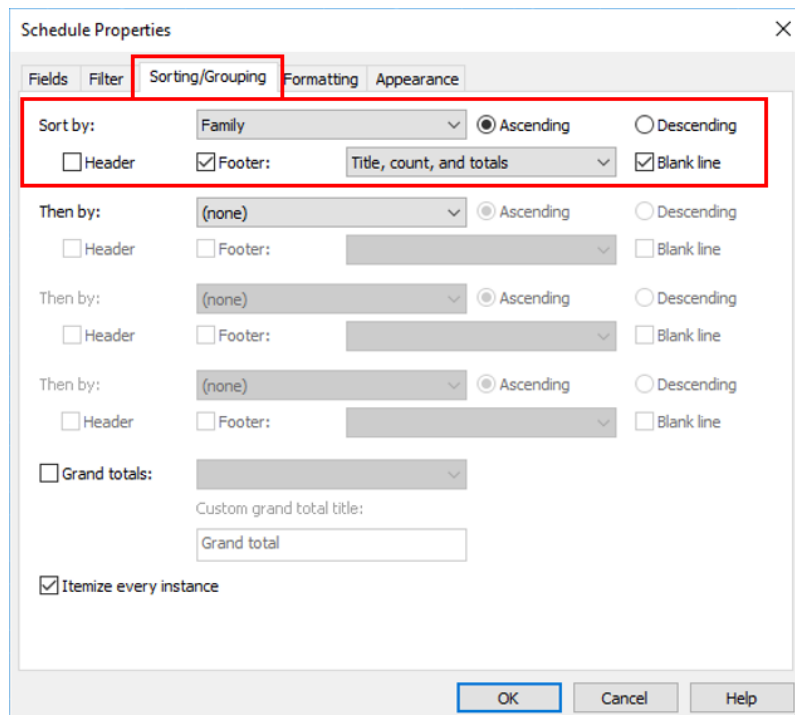 Schedule Properties
Fields Filter Sorting/Grouping Formatting Appearance
Sort by: Family Ascending Descending
Header Footer: Title, count, and totals Blank line
Then by: (none) Ascending Descending
Header Footer: Blank line
Then by: (none) Ascending Descending
Header Footer: Blank line
Then by: (none) Ascending Descending
Header Footer: Blank line
Grand totals:
Custom grand total title:
Grand total
Itemize every instance
OK Cancel Help